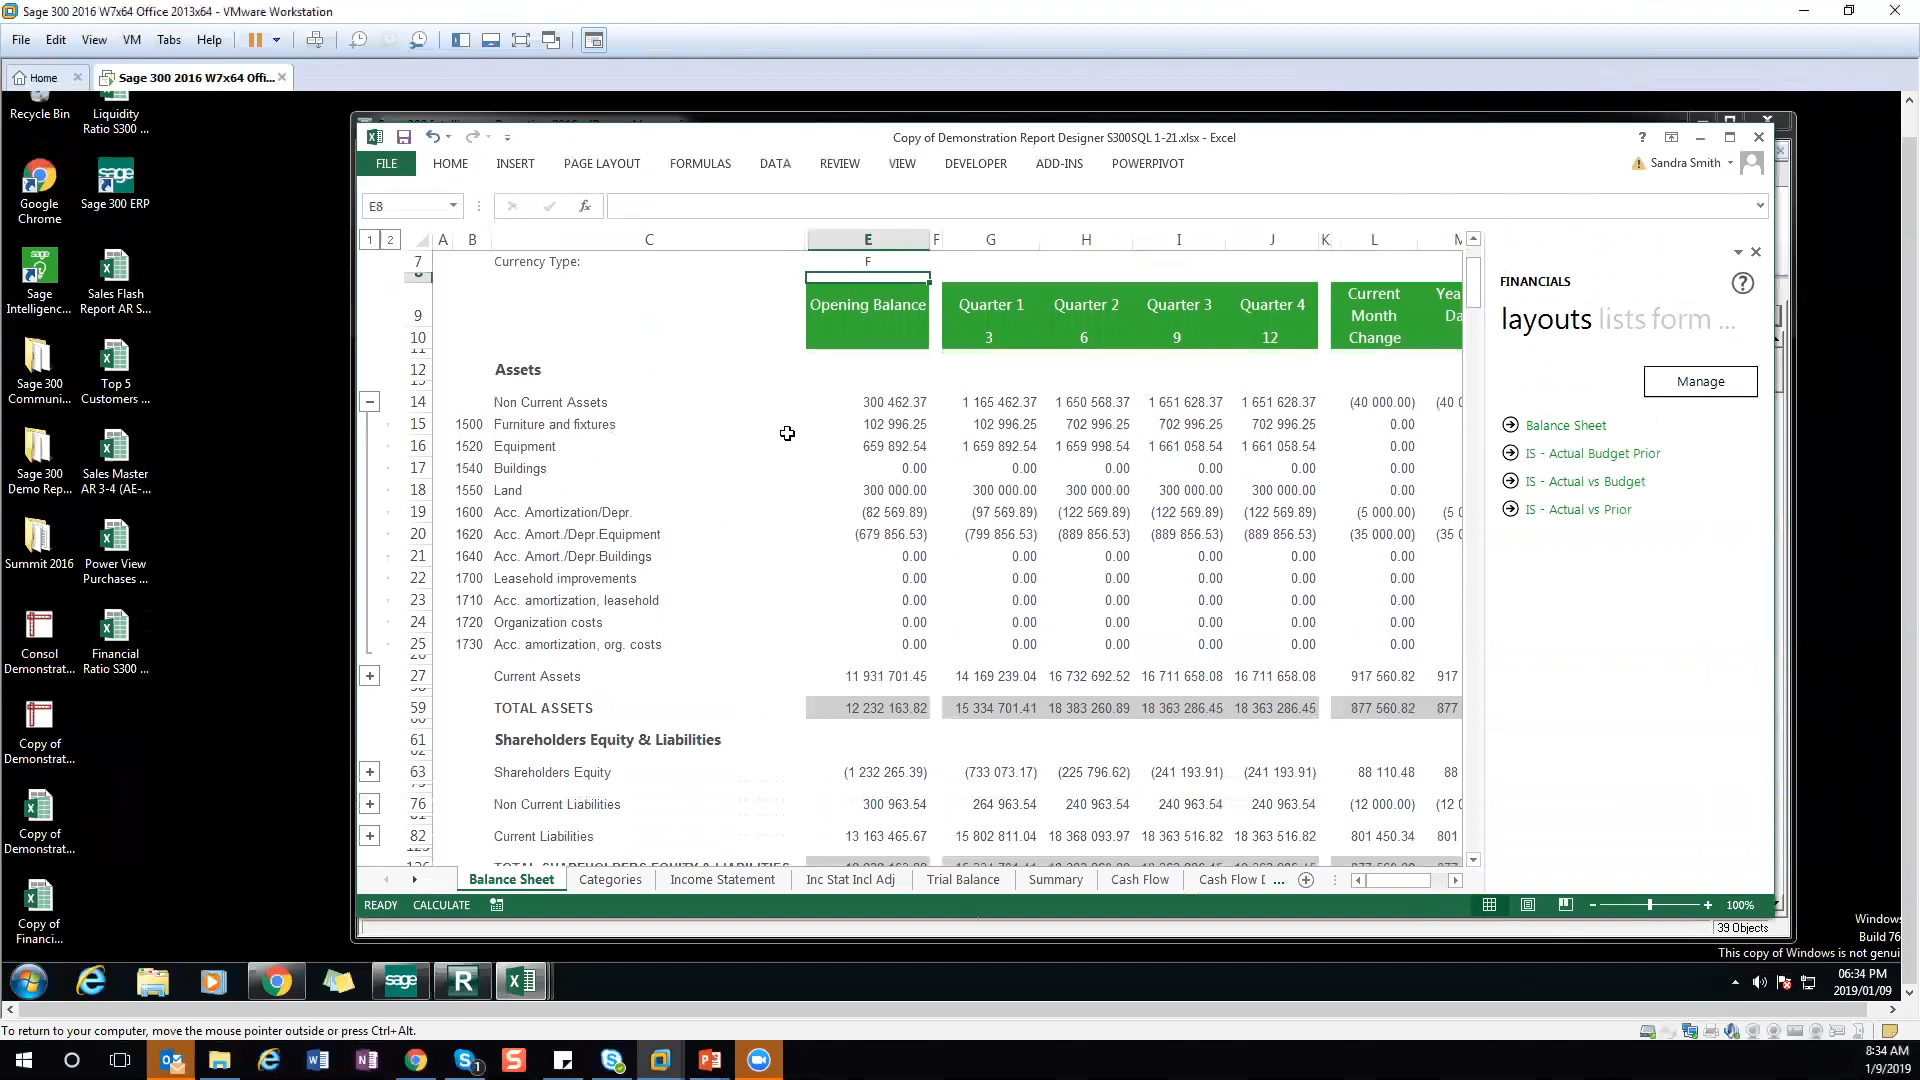 Sage 300 2016 W7x64 Office 2013x64 - VMware Workstation
File Edit View VM Tabs Help
Home Sage 300 2016 W7x64 Offi...
Recycle Bin
Liquidity Ratio S300 ...
Google Chrome
Sage 300 ERP
Sage Intelligenc...
Sales Flash Report AR S...
Sage 300 Communi...
Top 5 Customers ...
Sage 300 Demo Rep...
Sales Master AR 3-4 (AE-...
Summit 2016
Power View Purchases ...
Consol Demonstrat...
Financial Ratio S300 ...
Copy of Demonstrat...
Copy of Demonstrat...
Copy of Financi...
Copy of Demonstration Report Designer S300SQL 1-21.xlsx - Excel
FILE HOME INSERT PAGE LAYOUT FORMULAS DATA REVIEW VIEW DEVELOPER ADD-INS POWERPIVOT Sandra Smith
E8 fx
1 2 A B C E F G H I J K L M
7 Currency Type: F
9 Opening Balance Quarter 1 Quarter 2 Quarter 3 Quarter 4 Current Month Change Yea Da
10 3 6 9 12
11
12 Assets
14 Non Current Assets 300 462.37 1 165 462.37 1 650 568.37 1 651 628.37 1 651 628.37 (40 000.00) (40 0
15 1500 Furniture and fixtures 102 996.25 102 996.25 702 996.25 702 996.25 702 996.25 0.00
16 1520 Equipment 659 892.54 1 659 892.54 1 659 998.54 1 661 058.54 1 661 058.54 0.00
17 1540 Buildings 0.00 0.00 0.00 0.00 0.00 0.00
18 1550 Land 300 000.00 300 000.00 300 000.00 300 000.00 300 000.00 0.00
19 1600 Acc. Amortization/Depr. (82 569.89) (97 569.89) (122 569.89) (122 569.89) (122 569.89) (5 000.00) (5 0
20 1620 Acc. Amort./Depr.Equipment (679 856.53) (799 856.53) (889 856.53) (889 856.53) (889 856.53) (35 000.00) (35 0
21 1640 Acc. Amort./Depr.Buildings 0.00 0.00 0.00 0.00 0.00 0.00
22 1700 Leasehold improvements 0.00 0.00 0.00 0.00 0.00 0.00
23 1710 Acc. amortization, leasehold 0.00 0.00 0.00 0.00 0.00 0.00
24 1720 Organization costs 0.00 0.00 0.00 0.00 0.00 0.00
25 1730 Acc. amortization, org. costs 0.00 0.00 0.00 0.00 0.00 0.00
27 Current Assets 11 931 701.45 14 169 239.04 16 732 692.52 16 711 658.08 16 711 658.08 917 560.82 917
59 TOTAL ASSETS 12 232 163.82 15 334 701.41 18 383 260.89 18 363 286.45 18 363 286.45 877 560.82 877
61 Shareholders Equity & Liabilities
63 Shareholders Equity (1 232 265.39) (733 073.17) (225 796.62) (241 193.91) (241 193.91) 88 110.48 88
76 Non Current Liabilities 300 963.54 264 963.54 240 963.54 240 963.54 240 963.54 (12 000.00) (12 0
82 Current Liabilities 13 163 465.67 15 802 811.04 18 368 093.97 18 363 516.82 18 363 516.82 801 450.34 801
Balance Sheet Categories Income Statement Inc Stat Incl Adj Trial Balance Summary Cash Flow Cash Flow I ...
READY CALCULATE 100%
FINANCIALS
layouts lists form ...
Manage
Balance Sheet
IS - Actual Budget Prior
IS - Actual vs Budget
IS - Actual vs Prior
39 Objects
Windows
Build 76
This copy of Windows is not genui
sage R
06:34 PM
2019/01/09
To return to your computer, move the mouse pointer outside or press Ctrl+Alt.
8:34 AM
1/9/2019